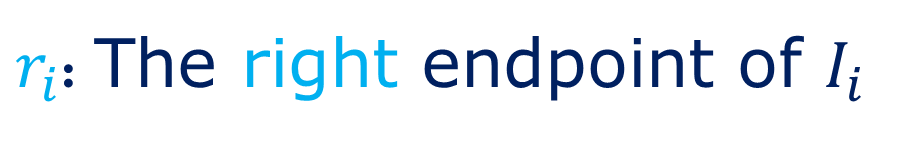 rᵢ: The right endpoint of Iᵢ